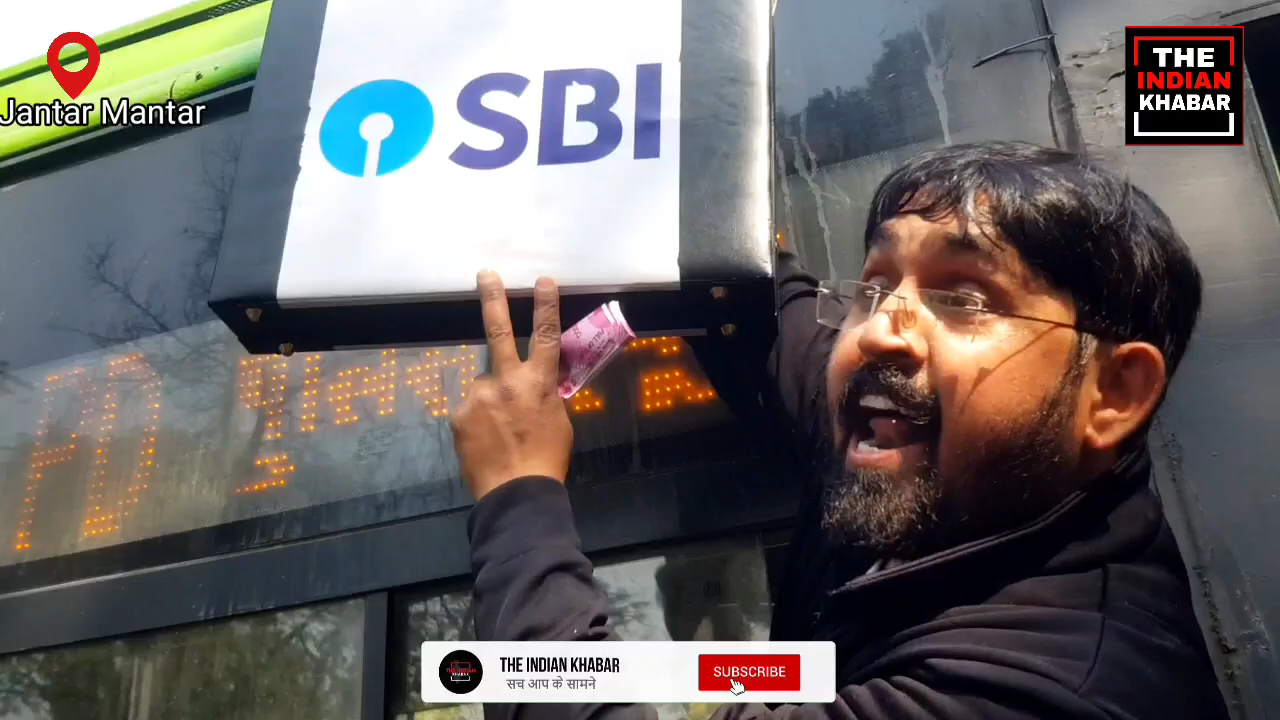 Jantar Mantar
SBI
THE
INDIAN
KHABAR
THE INDIAN KHABAR
सच आप के सामने
SUBSCRIBE